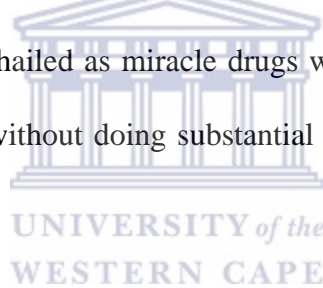 hailed as miracle drugs w
without doing substantial
UNIVERSITY of the
WESTERN CAPE